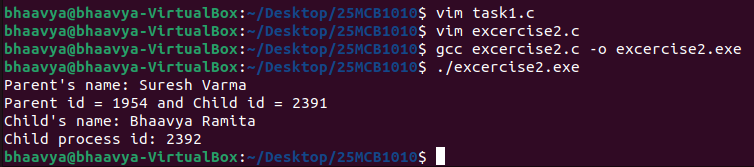 bhaavya@bhaavya-VirtualBox:~/Desktop/25MCB1010$ vim task1.c
bhaavya@bhaavya-VirtualBox:~/Desktop/25MCB1010$ vim excercise2.c
bhaavya@bhaavya-VirtualBox:~/Desktop/25MCB1010$ gcc excercise2.c -o excercise2.exe
bhaavya@bhaavya-VirtualBox:~/Desktop/25MCB1010$ ./excercise2.exe
Parent's name: Suresh Varma
Parent id = 1954 and Child id = 2391
Child's name: Bhaavya Ramita
Child process id: 2392
bhaavya@bhaavya-VirtualBox:~/Desktop/25MCB1010$